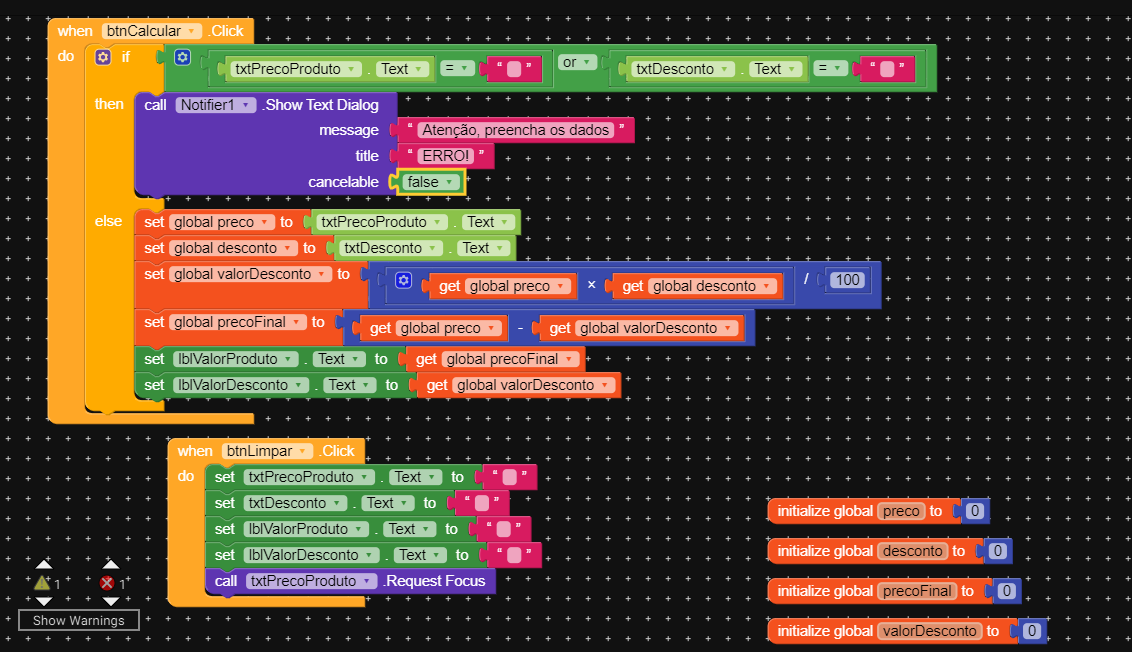 when btnCalcular .Click
do if txtPrecoProduto . Text = " " or txtDesconto . Text = " "
then call Notifier1 .Show Text Dialog
message " Atenção, preencha os dados "
title " ERRO! "
cancelable false
else set global preco to txtPrecoProduto . Text
set global desconto to txtDesconto . Text
set global valorDesconto to get global preco × get global desconto / 100
set global precoFinal to get global preco - get global valorDesconto
set lblValorProduto . Text to get global precoFinal
set lblValorDesconto . Text to get global valorDesconto
when btnLimpar .Click
do set txtPrecoProduto . Text to " "
set txtDesconto . Text to " "
set lblValorProduto . Text to " "
set lblValorDesconto . Text to " "
call txtPrecoProduto .Request Focus
initialize global preco to 0
initialize global desconto to 0
initialize global precoFinal to 0
initialize global valorDesconto to 0
1 1
Show Warnings